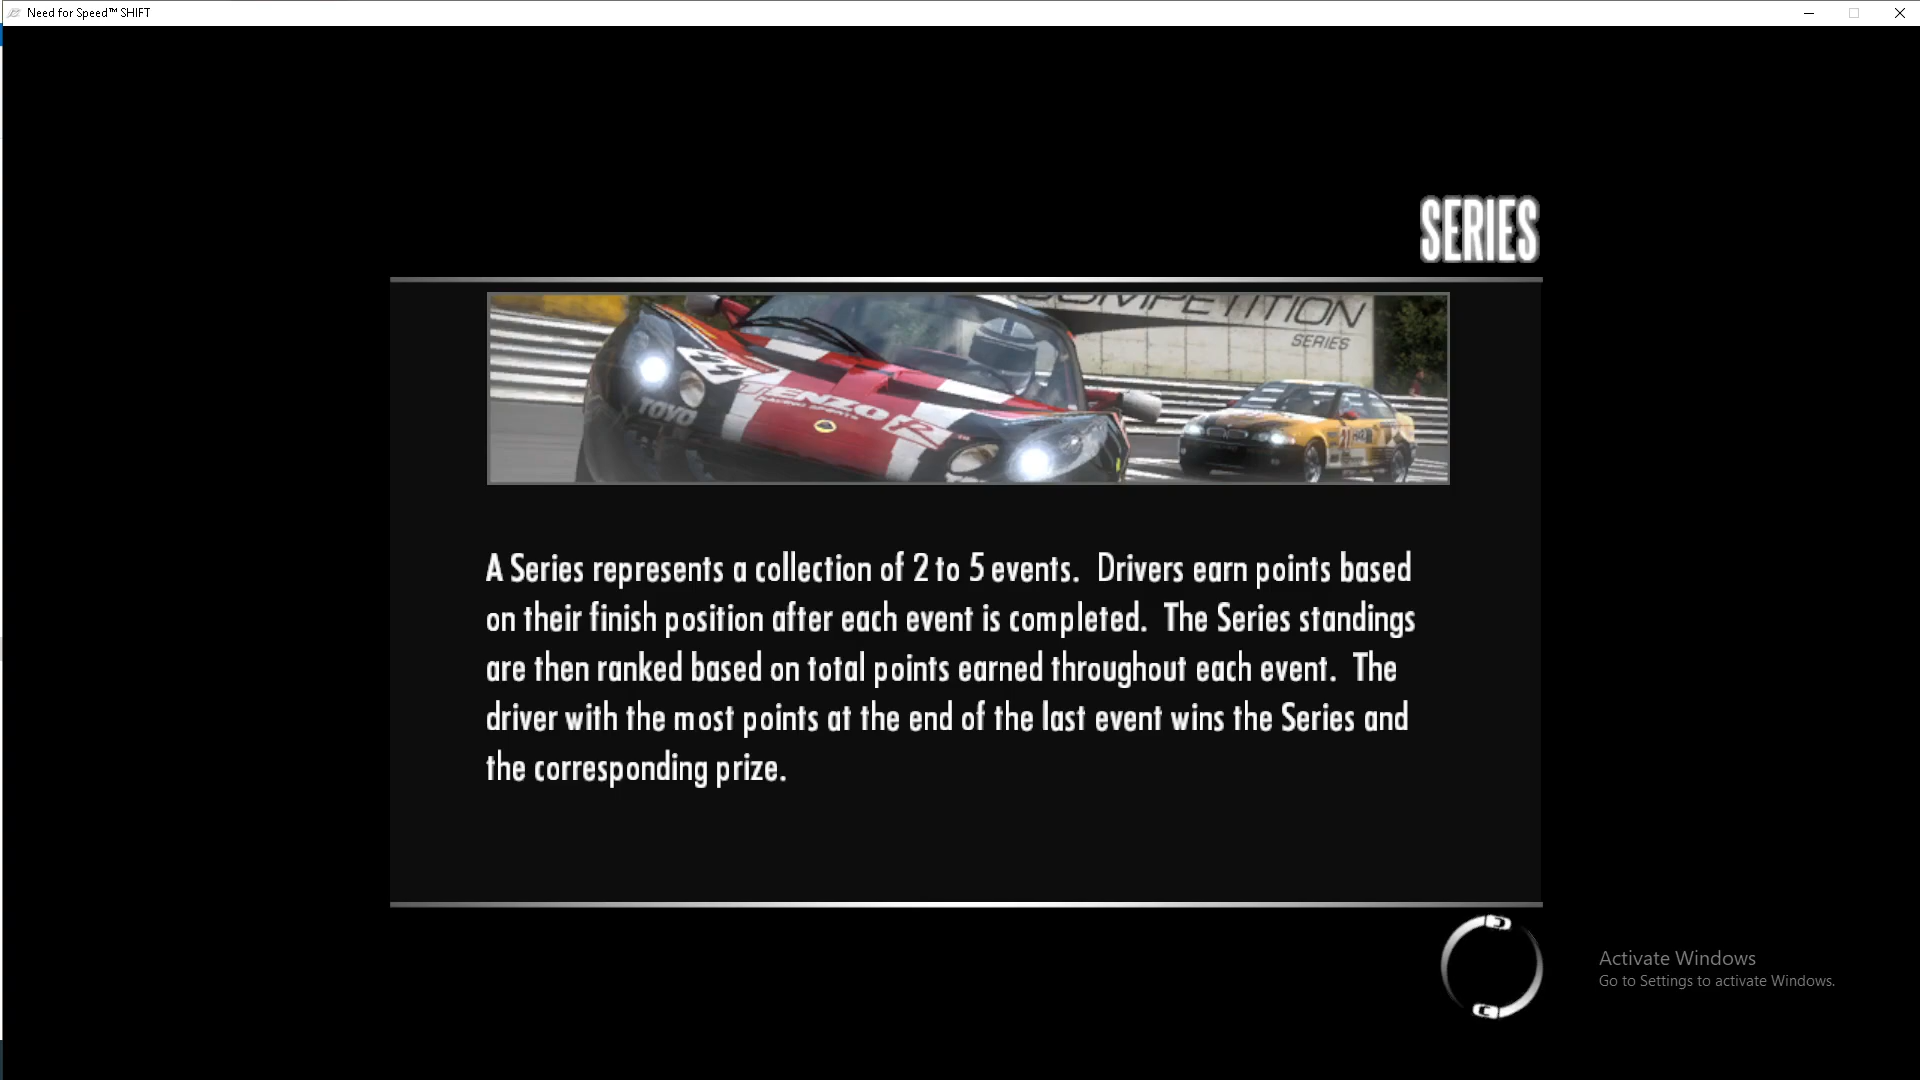 Need for Speed™ SHIFT
SERIES
COMPETITION
SERIES
TENZO
RACING SPORTS
TOYO
R
A Series represents a collection of 2 to 5 events.  Drivers earn points based
on their finish position after each event is completed.  The Series standings
are then ranked based on total points earned throughout each event.  The
driver with the most points at the end of the last event wins the Series and
the corresponding prize.
Activate Windows
Go to Settings to activate Windows.